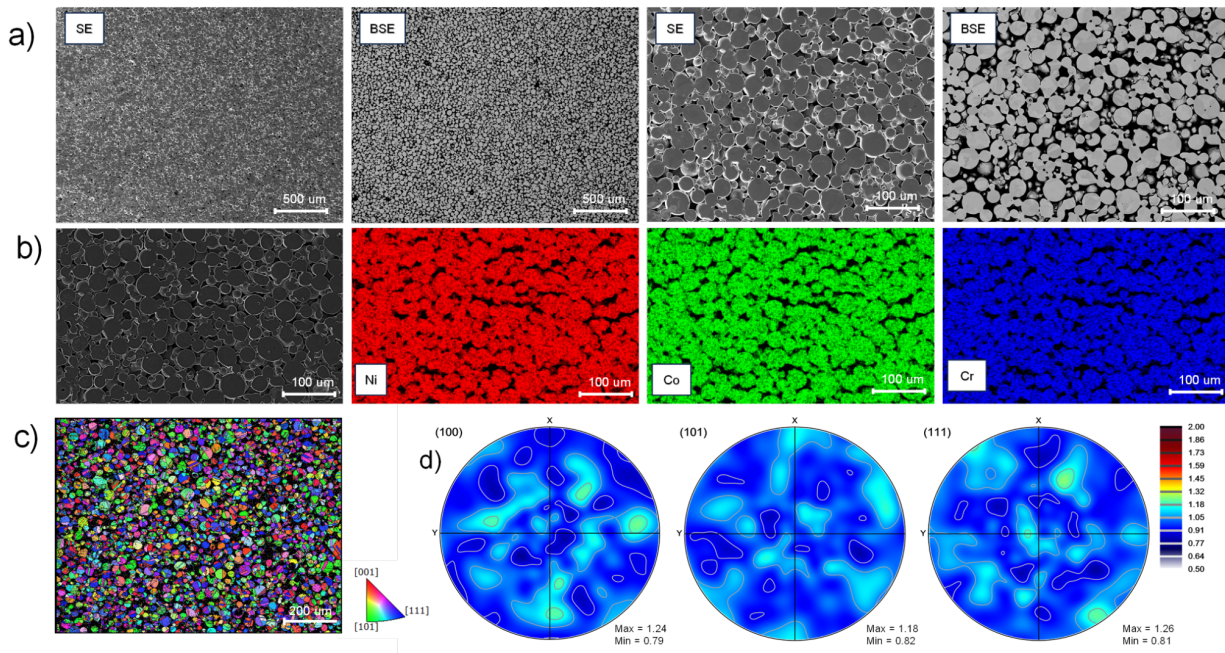 a)
SE
500 um
BSE
500 um
SE
100 um
BSE
100 um
b)
100 um
Ni
100 um
Co
100 um
Cr
100 um
c)
200 um
[001]
[101]
[111]
d)
(100)
X
Y
Max = 1.24
Min = 0.79
(101)
X
Y
Max = 1.18
Min = 0.82
(111)
X
Y
Max = 1.26
Min = 0.81
2.00
1.86
1.73
1.59
1.45
1.32
1.18
1.05
0.91
0.77
0.64
0.50